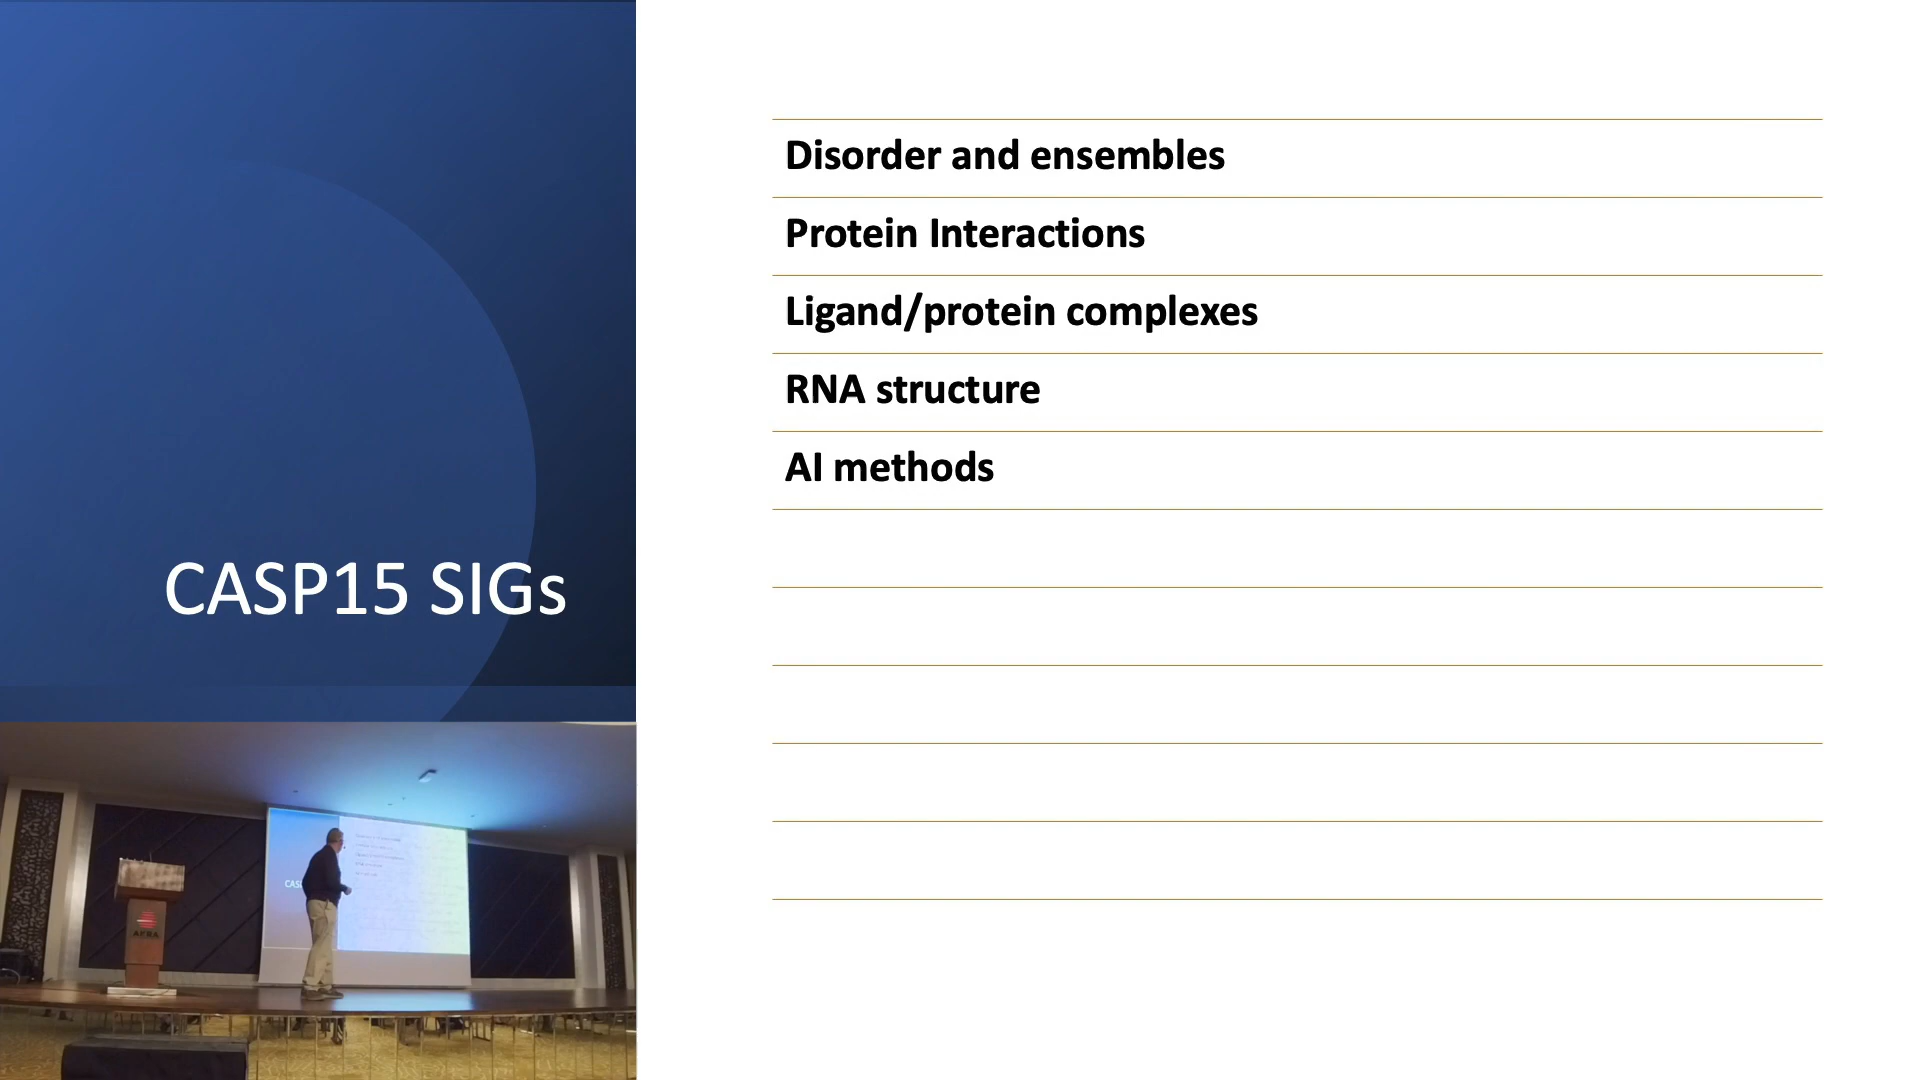 CASP15 SIGs
Disorder and ensembles
Protein Interactions
Ligand/protein complexes
RNA structure
AI methods